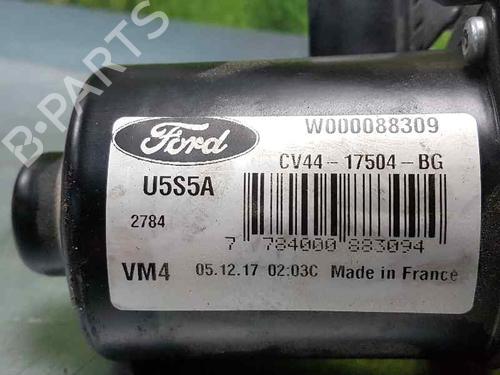 B-PARTS
Ford
W000088309
CV44-17504-BG
U5S5A
2784
7 784000 883094
VM4 05.12.17 02:03C Made in France